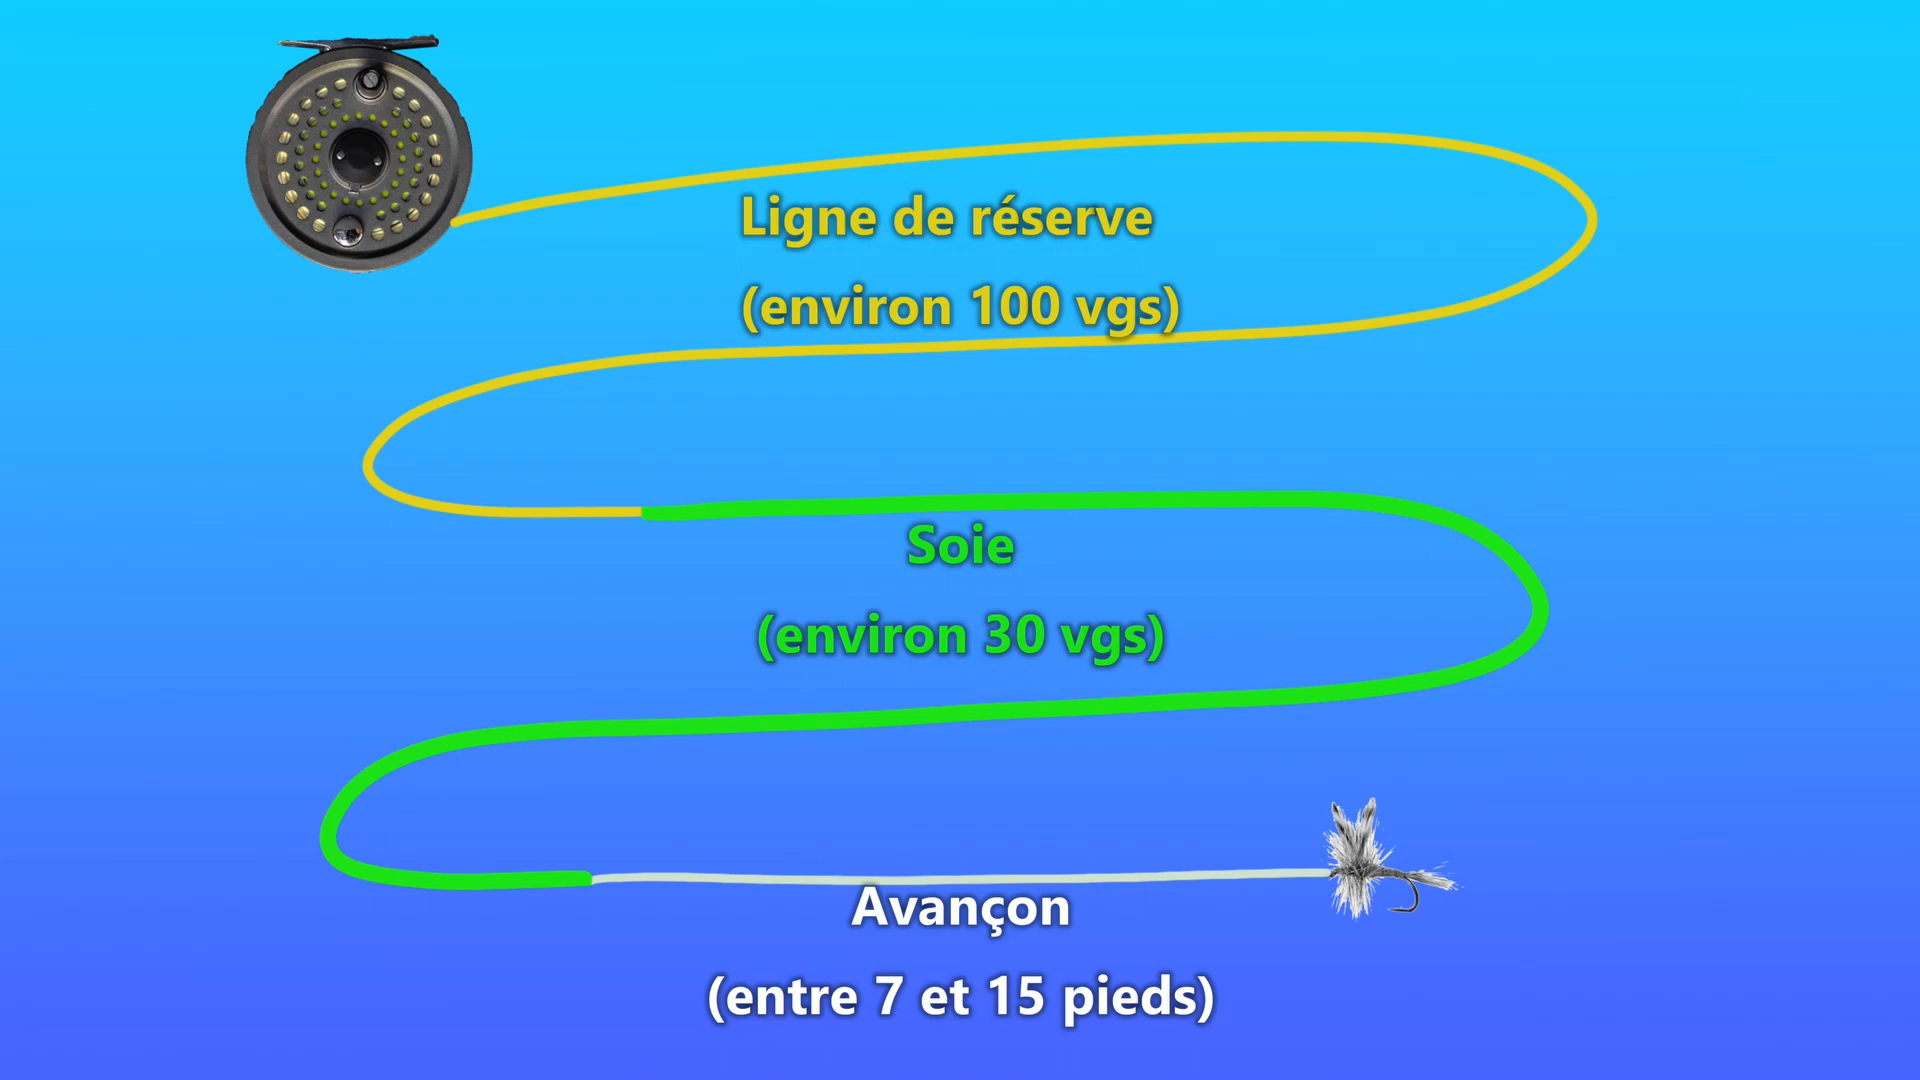 Ligne de réserve
(environ 100 vgs)
Soie
(environ 30 vgs)
Avançon
(entre 7 et 15 pieds)